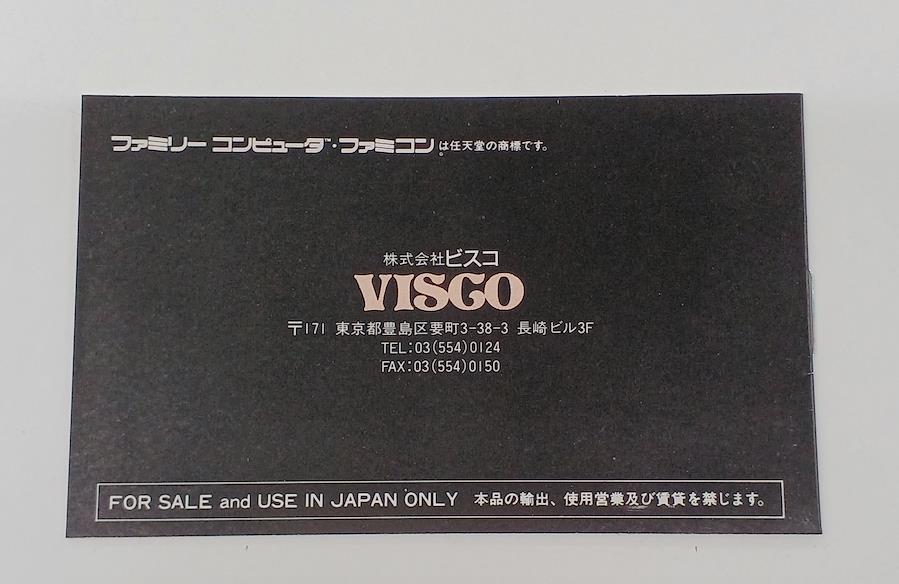 ファミリー コンピュータ™・ファミコン®は任天堂の商標です。
株式会社ビスコ
VISCO
〒171 東京都豊島区要町3-38-3 長崎ビル3F
TEL:03(554)0124
FAX:03(554)0150
FOR SALE and USE IN JAPAN ONLY 本品の輸出、使用営業及び賃貸を禁じます。